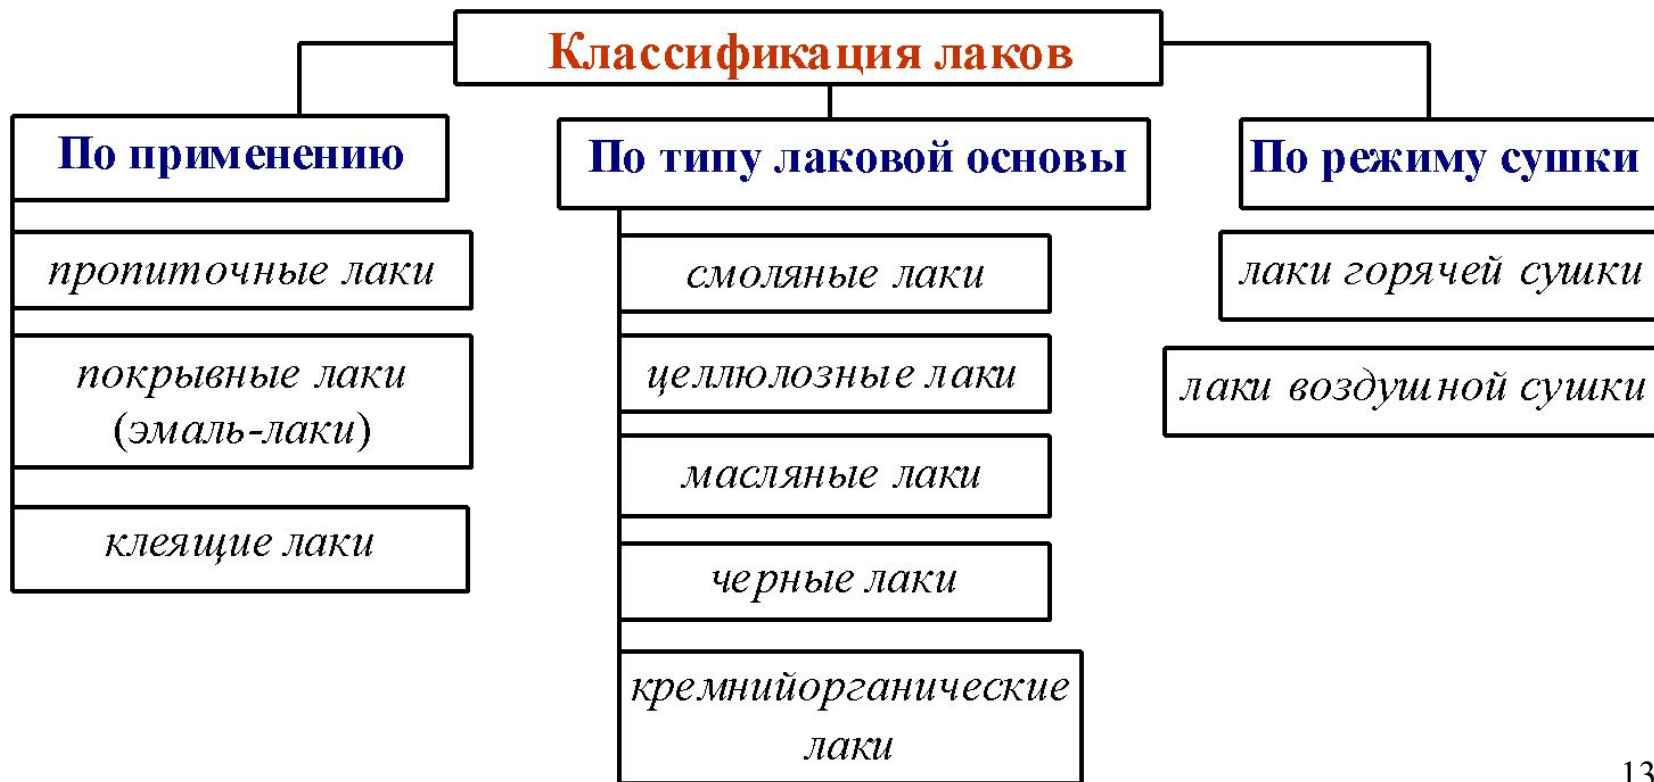 Классификация лаков
По применению
пропиточные лаки
покрывные лаки
(эмаль-лаки)
клеящие лаки
По типу лаковой основы
смоляные лаки
целлюлозные лаки
масляные лаки
черные лаки
кремнийорганические
лаки
По режиму сушки
лаки горячей сушки
лаки воздушной сушки
13